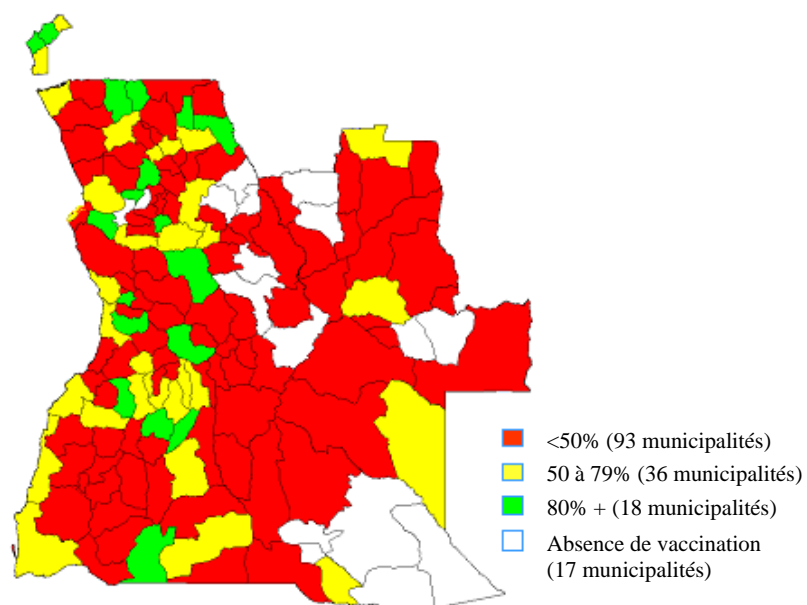 <50% (93 municipalités)
50 à 79% (36 municipalités)
80% + (18 municipalités)
Absence de vaccination
(17 municipalités)